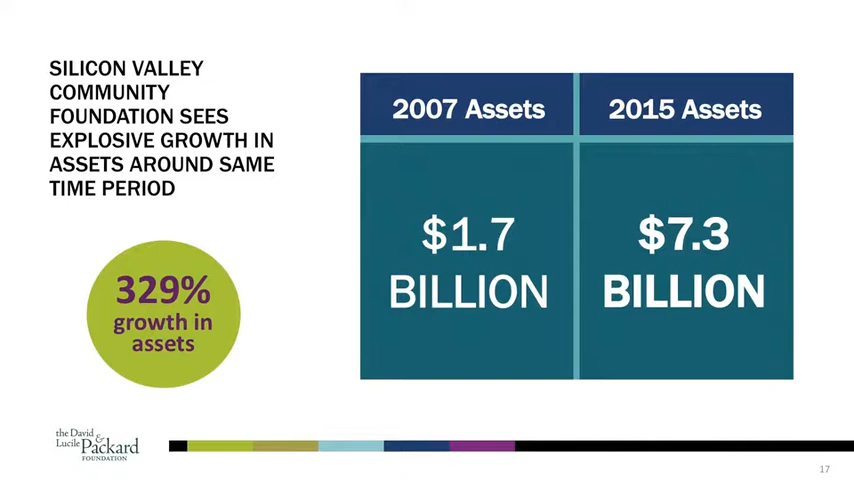 SILICON VALLEY
COMMUNITY
FOUNDATION SEES
EXPLOSIVE GROWTH IN
ASSETS AROUND SAME
TIME PERIOD
329%
growth in
assets
2007 Assets
2015 Assets
$1.7
BILLION
$7.3
BILLION
the David
&
Lucile Packard
FOUNDATION
17